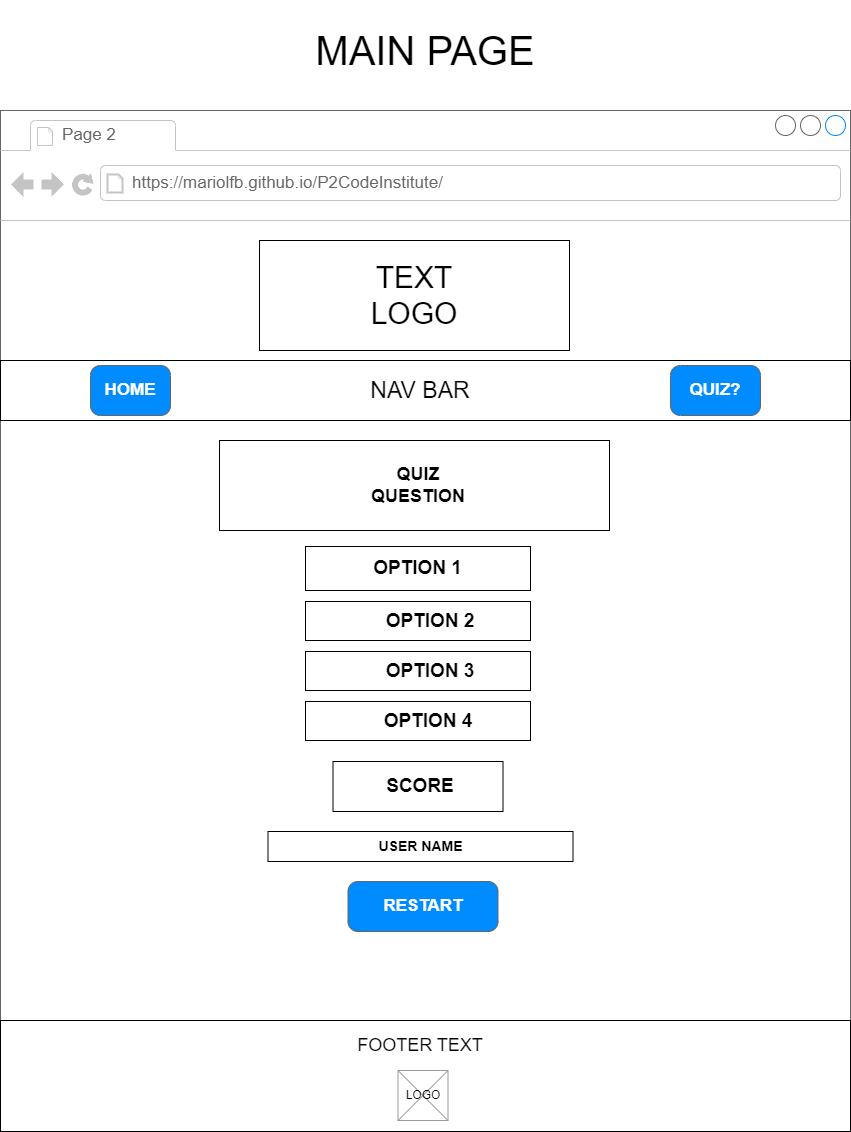 MAIN PAGE
Page 2
https://mariolfb.github.io/P2CodeInstitute/
TEXT
LOGO
HOME
NAV BAR
QUIZ?
QUIZ
QUESTION
OPTION 1
OPTION 2
OPTION 3
OPTION 4
SCORE
USER NAME
RESTART
FOOTER TEXT
LOGO